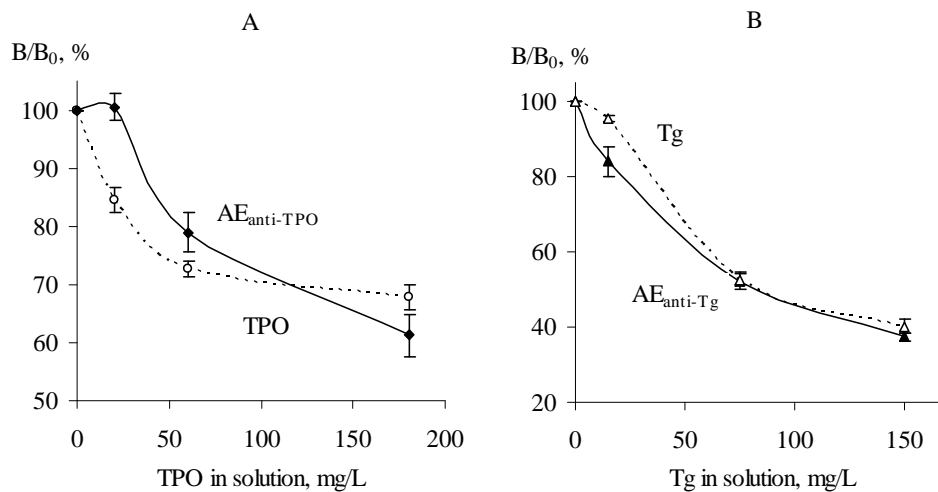 A
B/B₀, %
100
90
80
70
60
50
AEanti-TPO
TPO
0
50
100
150
200
TPO in solution, mg/L
B
B/B₀, %
100
80
60
40
20
Tg
AEanti-Tg
0
50
100
150
Tg in solution, mg/L